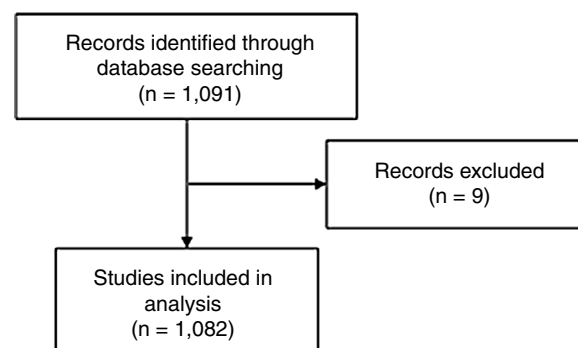 Records identified through
database searching
(n = 1,091)
Records excluded
(n = 9)
Studies included in
analysis
(n = 1,082)